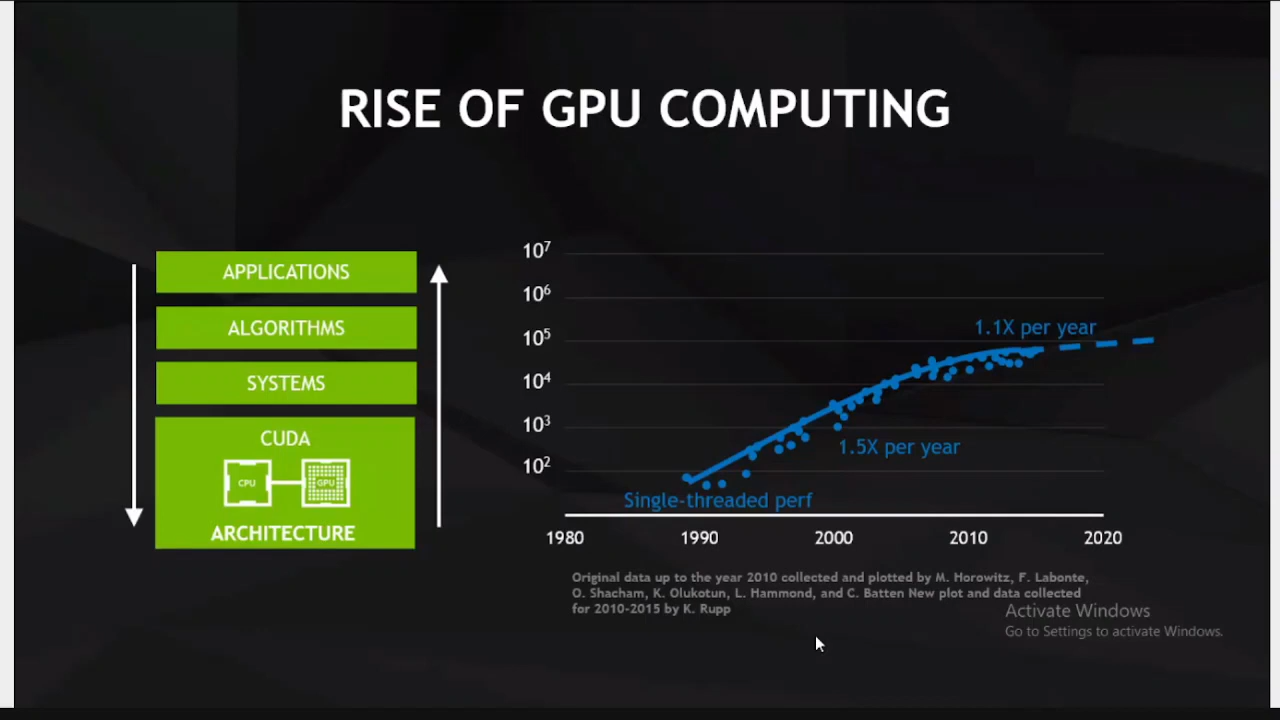 RISE OF GPU COMPUTING
APPLICATIONS
ALGORITHMS
SYSTEMS
CUDA
CPU
GPU
ARCHITECTURE
10⁷
10⁶
10⁵
10⁴
10³
10²
1.1X per year
1.5X per year
Single-threaded perf
1980 1990 2000 2010 2020
Original data up to the year 2010 collected and plotted by M. Horowitz, F. Labonte,
O. Shacham, K. Olukotun, L. Hammond, and C. Batten New plot and data collected
for 2010-2015 by K. Rupp
Activate Windows
Go to Settings to activate Windows.